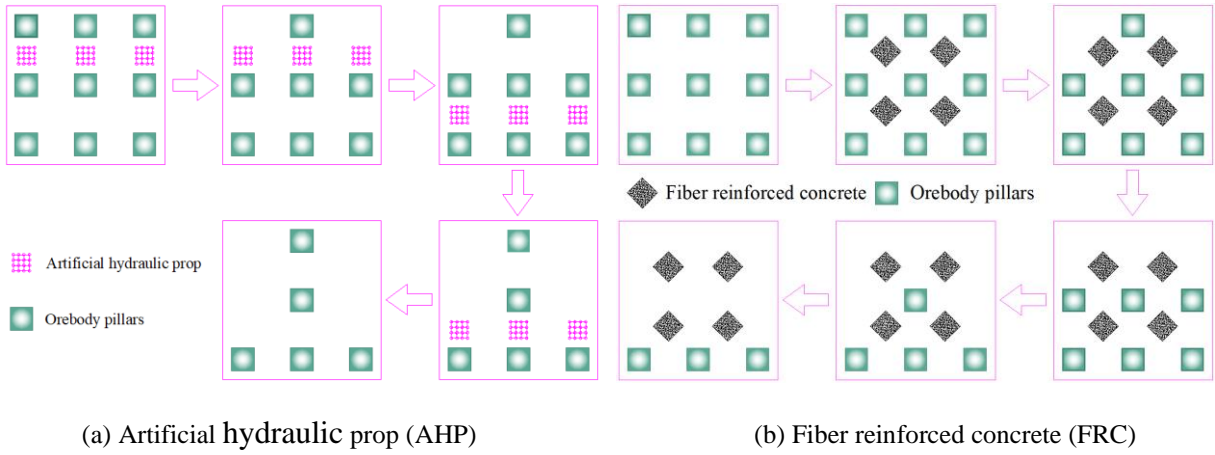 Artificial hydraulic prop
Orebody pillars
Fiber reinforced concrete
Orebody pillars
(a) Artificial hydraulic prop (AHP)
(b) Fiber reinforced concrete (FRC)